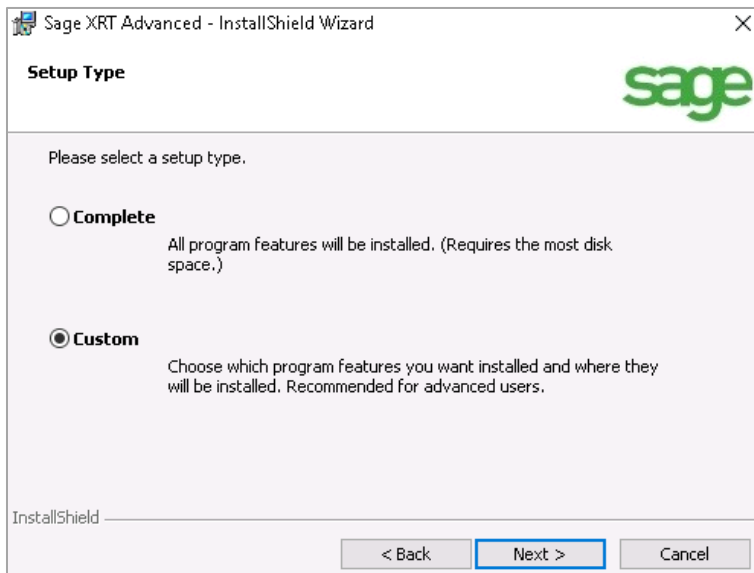 Sage XRT Advanced - InstallShield Wizard
Setup Type
sage
Please select a setup type.
Complete
All program features will be installed. (Requires the most disk
space.)
Custom
Choose which program features you want installed and where they
will be installed. Recommended for advanced users.
InstallShield
< Back Next > Cancel